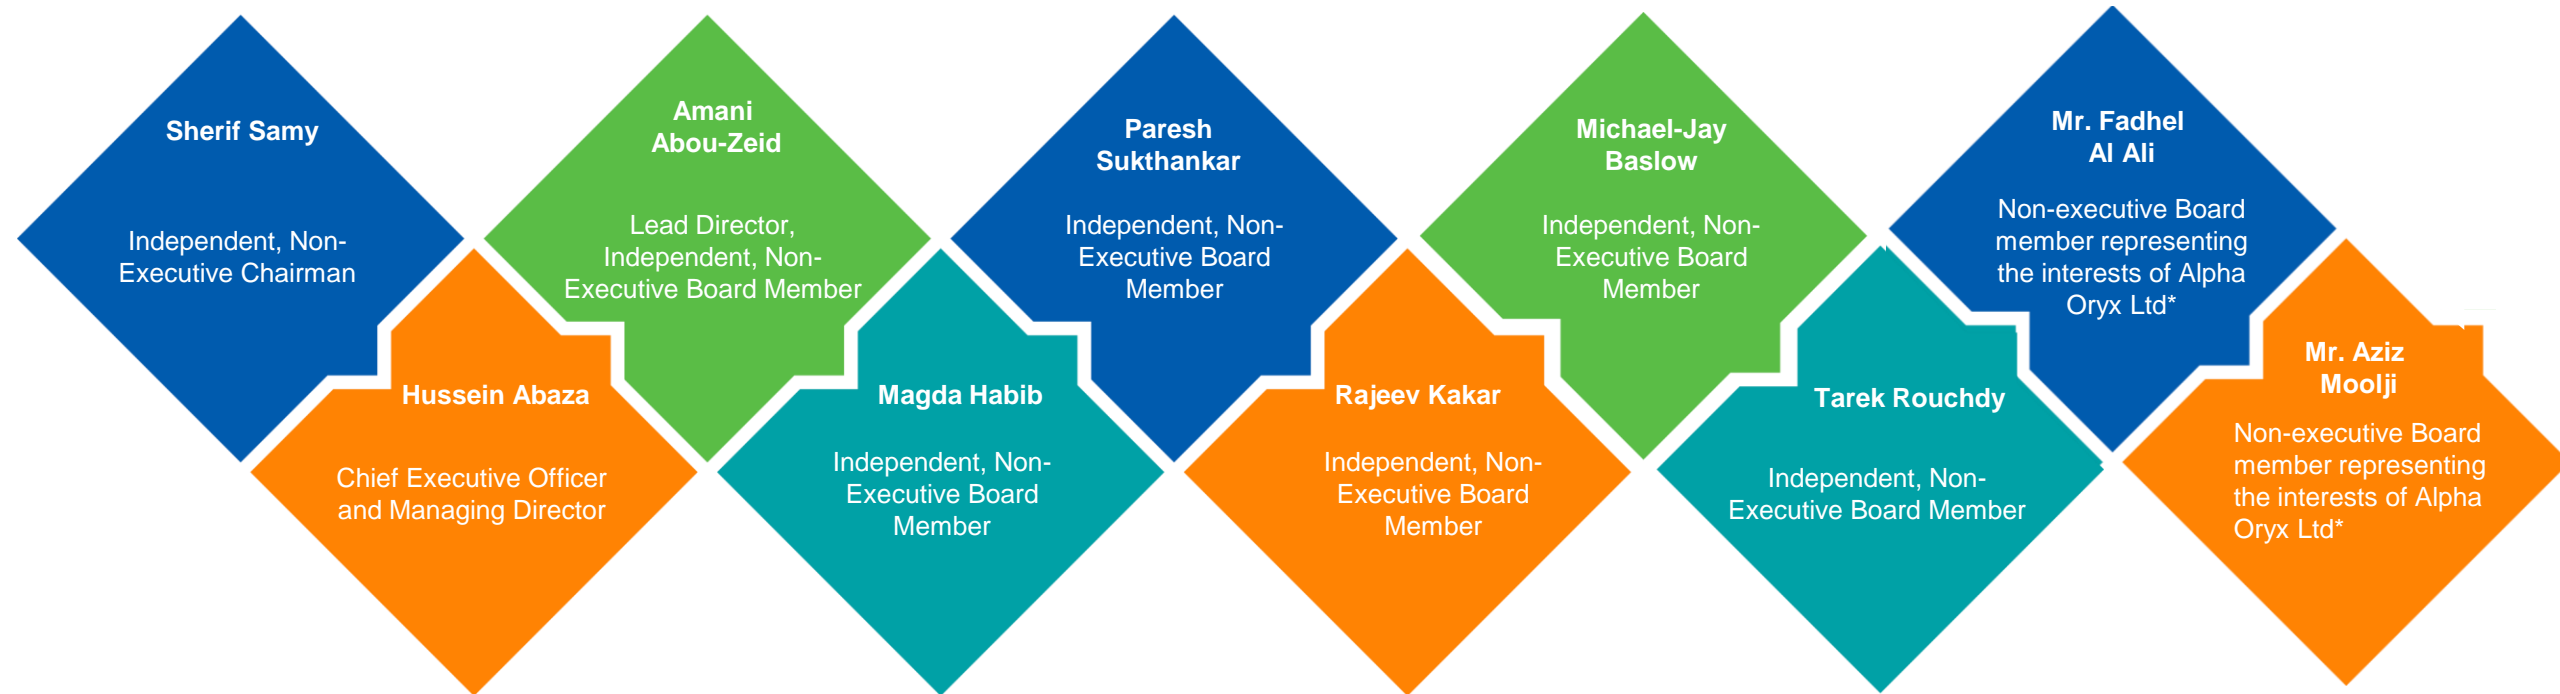 Sherif Samy
Independent, Non-
Executive Chairman
Hussein Abaza
Chief Executive Officer
and Managing Director
Amani
Abou-Zeid
Lead Director,
Independent, Non-
Executive Board Member
Magda Habib
Independent, Non-
Executive Board
Member
Paresh
Sukthankar
Independent, Non-
Executive Board
Member
Rajeev Kakar
Independent, Non-
Executive Board
Member
Michael-Jay
Baslow
Independent, Non-
Executive Board
Member
Tarek Rouchdy
Independent, Non-
Executive Board Member
Mr. Fadhel
Al Ali
Non-executive Board
member representing
the interests of Alpha
Oryx Ltd*
Mr. Aziz
Moolji
Non-executive Board
member representing
the interests of Alpha
Oryx Ltd*